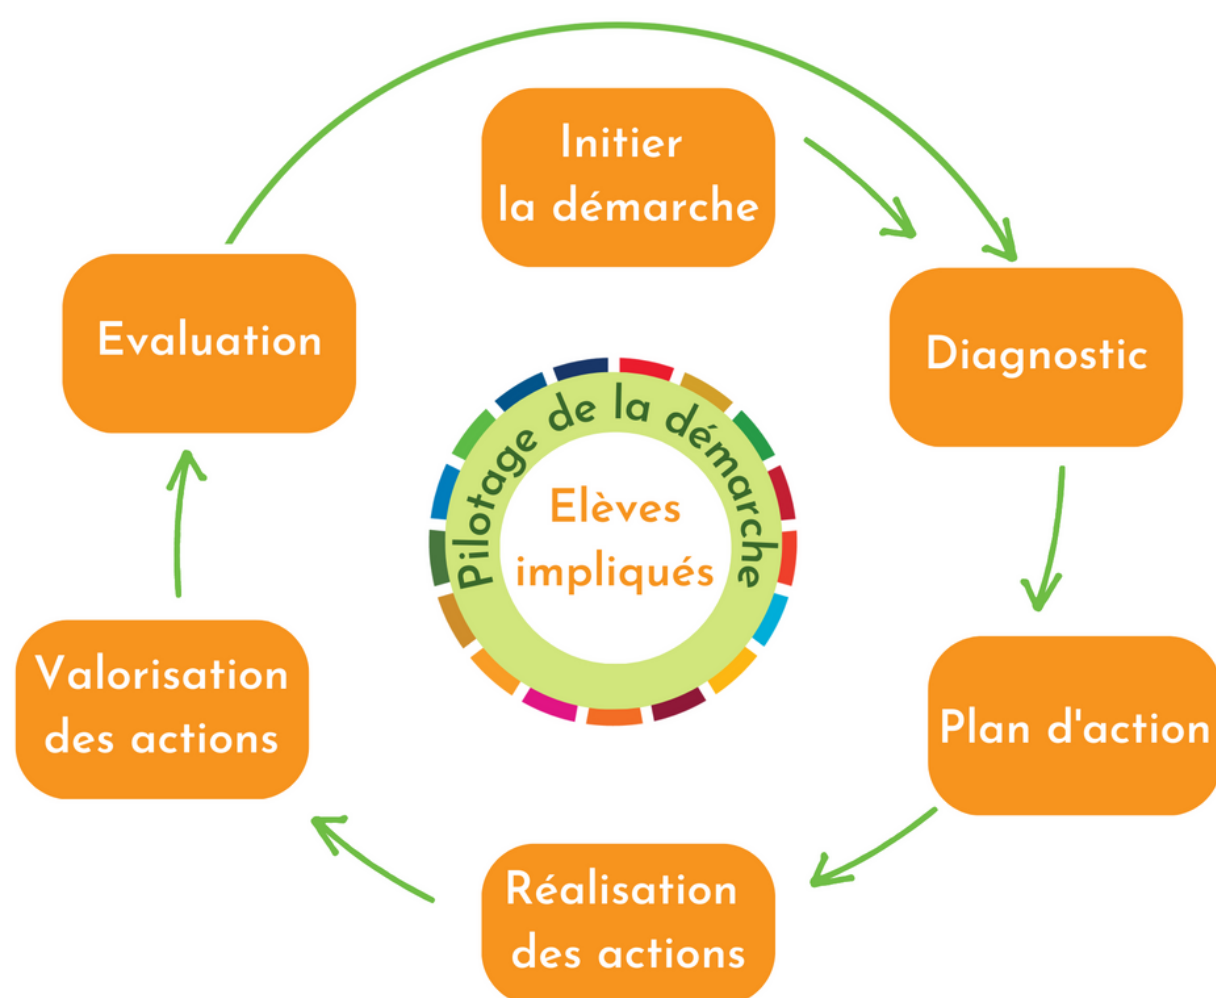 Initier
la démarche
Diagnostic
Plan d'action
Réalisation
des actions
Valorisation
des actions
Evaluation
Pilotage de la démarche
Elèves
impliqués